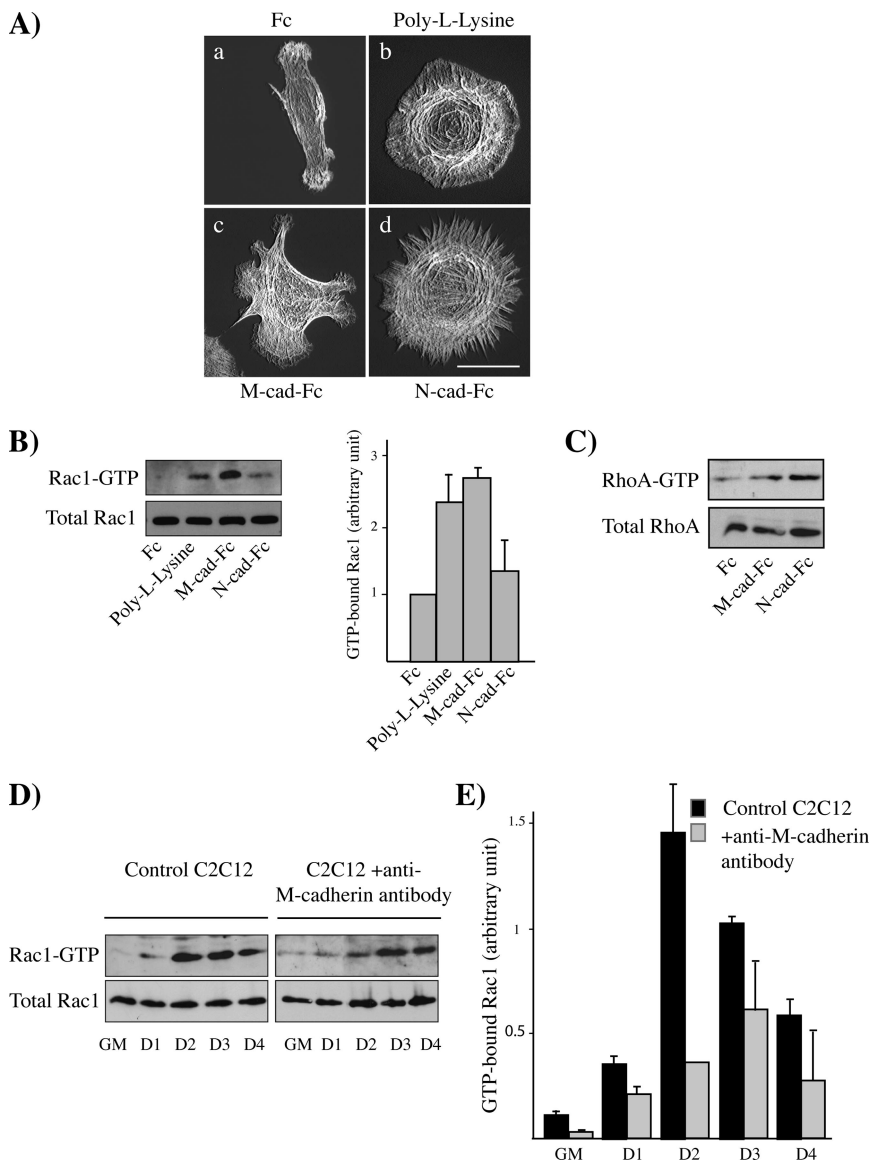 A)
Fc
Poly-L-Lysine
a
b
c
d
M-cad-Fc
N-cad-Fc
B)
Rac1-GTP
Total Rac1
Fc
Poly-L-Lysine
M-cad-Fc
N-cad-Fc
GTP-bound Rac1 (arbitrary unit)
3
2
1
Fc
Poly-L-Lysine
M-cad-Fc
N-cad-Fc
C)
RhoA-GTP
Total RhoA
Fc
M-cad-Fc
N-cad-Fc
D)
Control C2C12
C2C12 +anti-
M-cadherin antibody
Rac1-GTP
Total Rac1
GM D1 D2 D3 D4
GM D1 D2 D3 D4
E)
GTP-bound Rac1 (arbitrary unit)
1.5
1
0.5
Control C2C12
+anti-M-cadherin
antibody
GM D1 D2 D3 D4